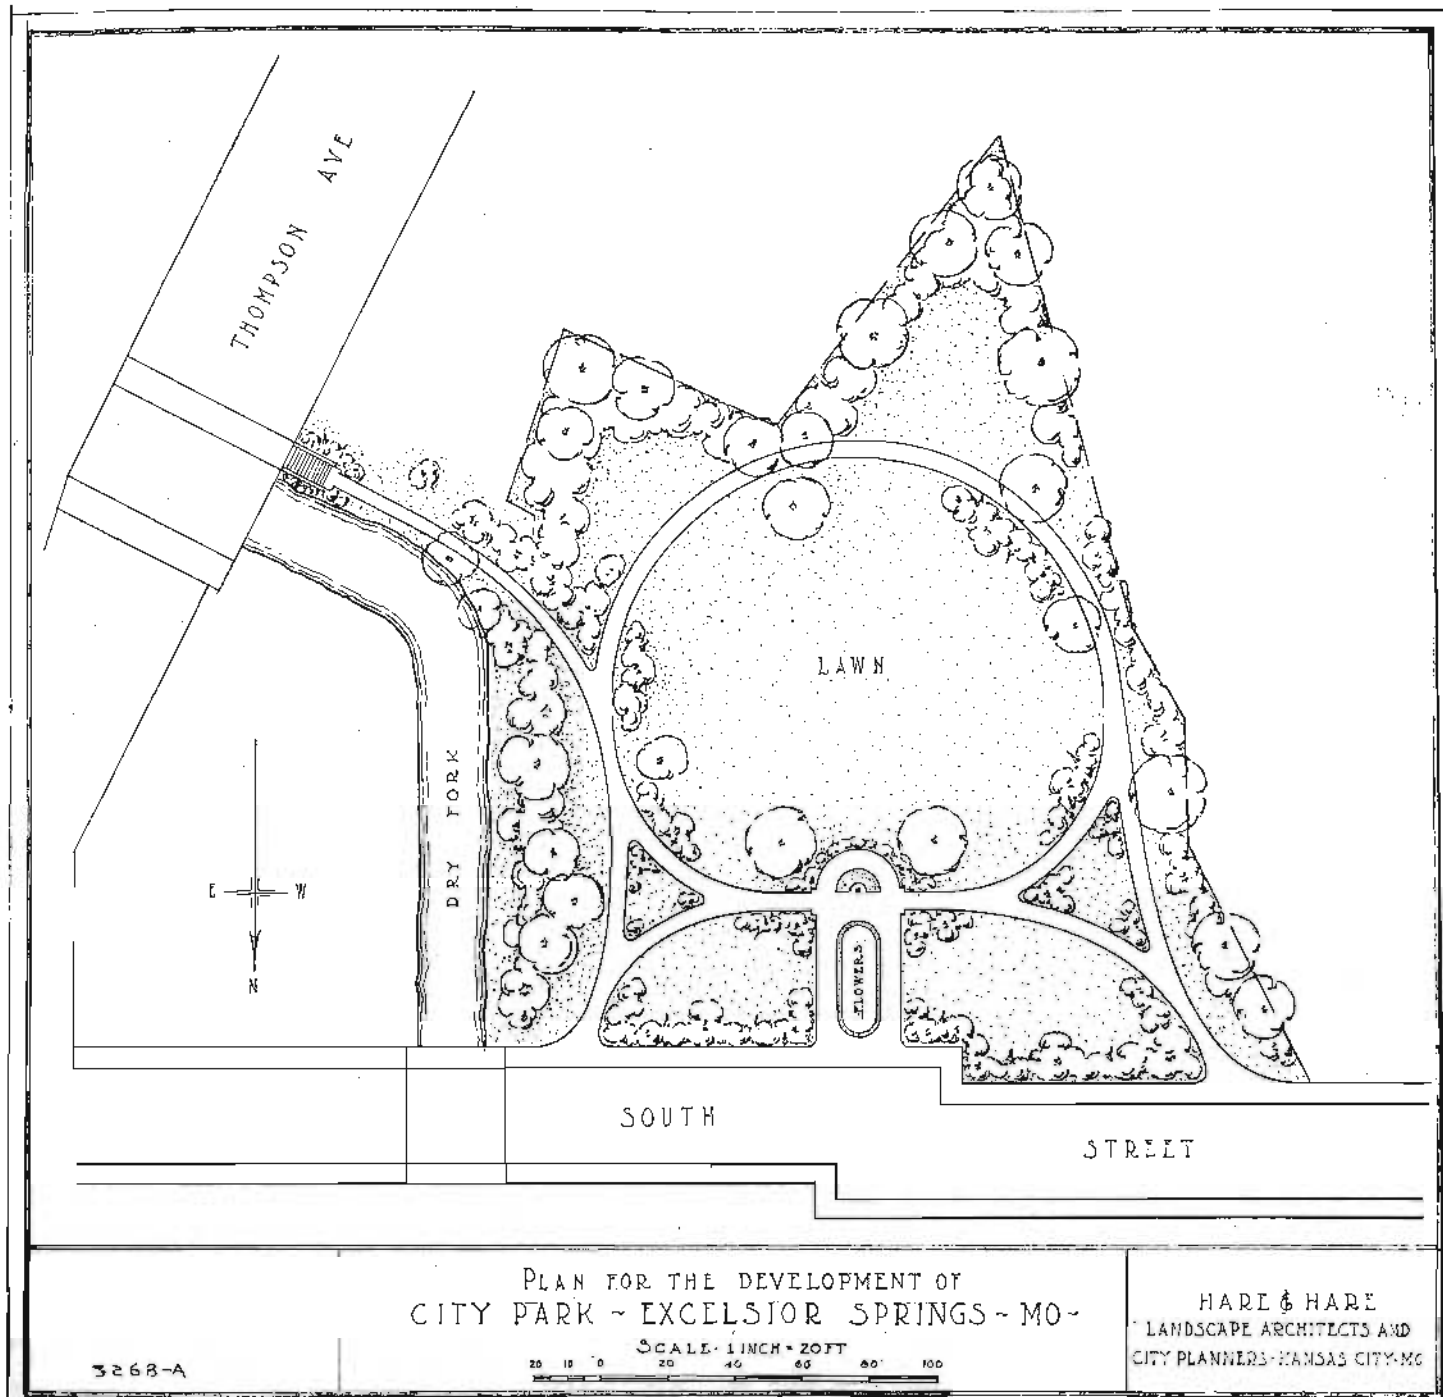 THOMPSON AVE
LAWN
DRY FORK
E W
N
FLOWERS
SOUTH
STREET
PLAN FOR THE DEVELOPMENT OF
CITY PARK ~ EXCELSIOR SPRINGS ~ MO~
SCALE· 1 INCH = 20 FT
20 10 0 20 40 60 80 100
3268-A
HARE & HARE
LANDSCAPE ARCHITECTS AND
CITY PLANNERS·KANSAS CITY·MO